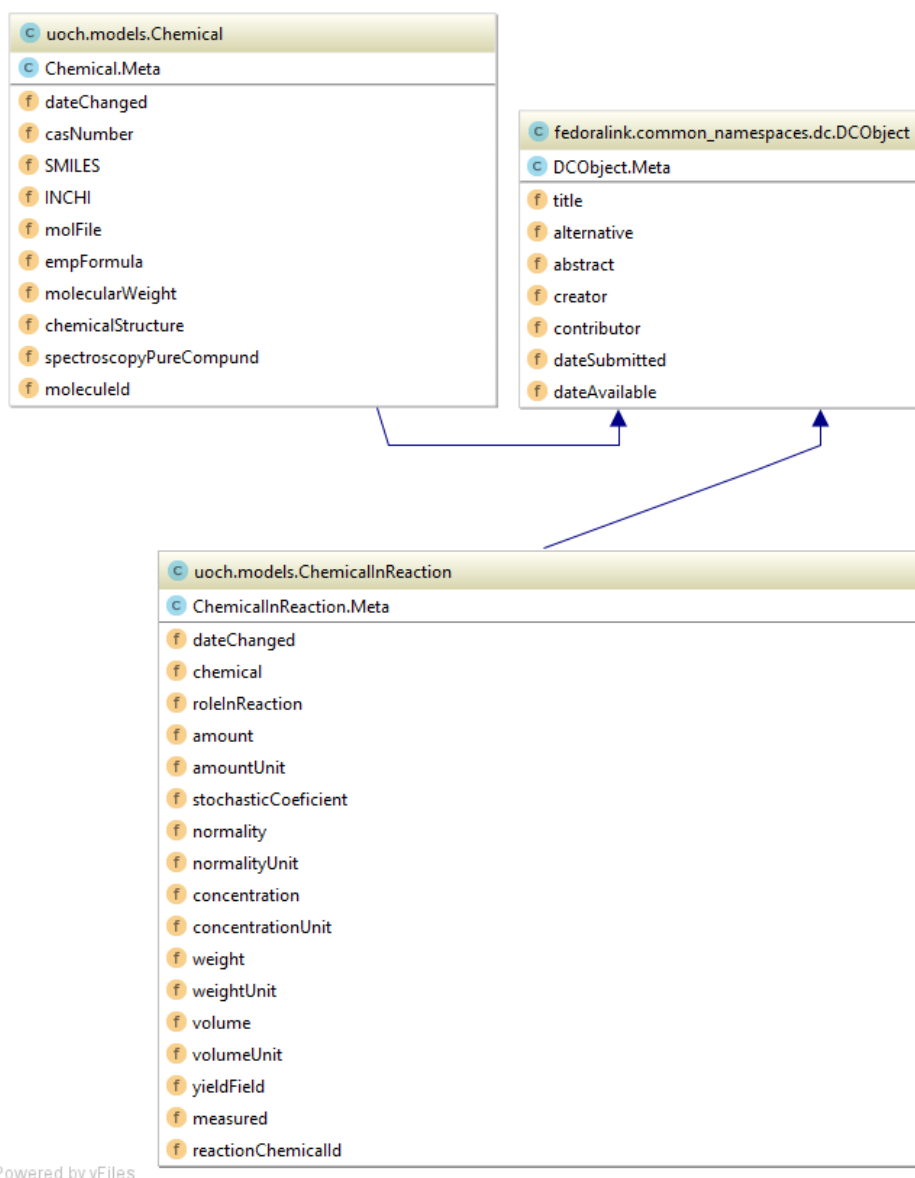 uoch.models.Chemical
Chemical.Meta
dateChanged
casNumber
SMILES
INCHI
molFile
empFormula
molecularWeight
chemicalStructure
spectroscopyPureCompund
moleculeId
fedoralink.common_namespaces.dc.DCObject
DCObject.Meta
title
alternative
abstract
creator
contributor
dateSubmitted
dateAvailable
uoch.models.ChemicalInReaction
ChemicalInReaction.Meta
dateChanged
chemical
roleInReaction
amount
amountUnit
stochasticCoeficient
normality
normalityUnit
concentration
concentrationUnit
weight
weightUnit
volume
volumeUnit
yieldField
measured
reactionChemicalId
Powered by yFiles